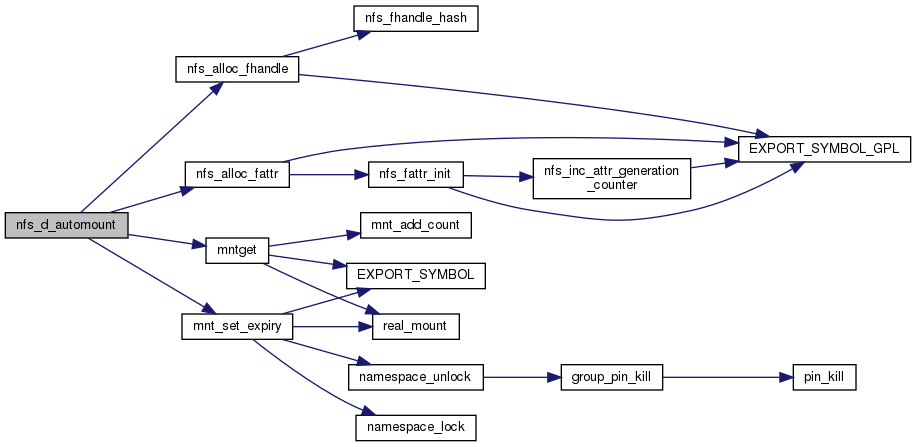 nfs_fhandle_hash
nfs_alloc_fhandle
EXPORT_SYMBOL_GPL
nfs_alloc_fattr
nfs_fattr_init
nfs_inc_attr_generation
_counter
nfs_d_automount
mnt_add_count
mntget
EXPORT_SYMBOL
mnt_set_expiry
real_mount
namespace_unlock
group_pin_kill
pin_kill
namespace_lock